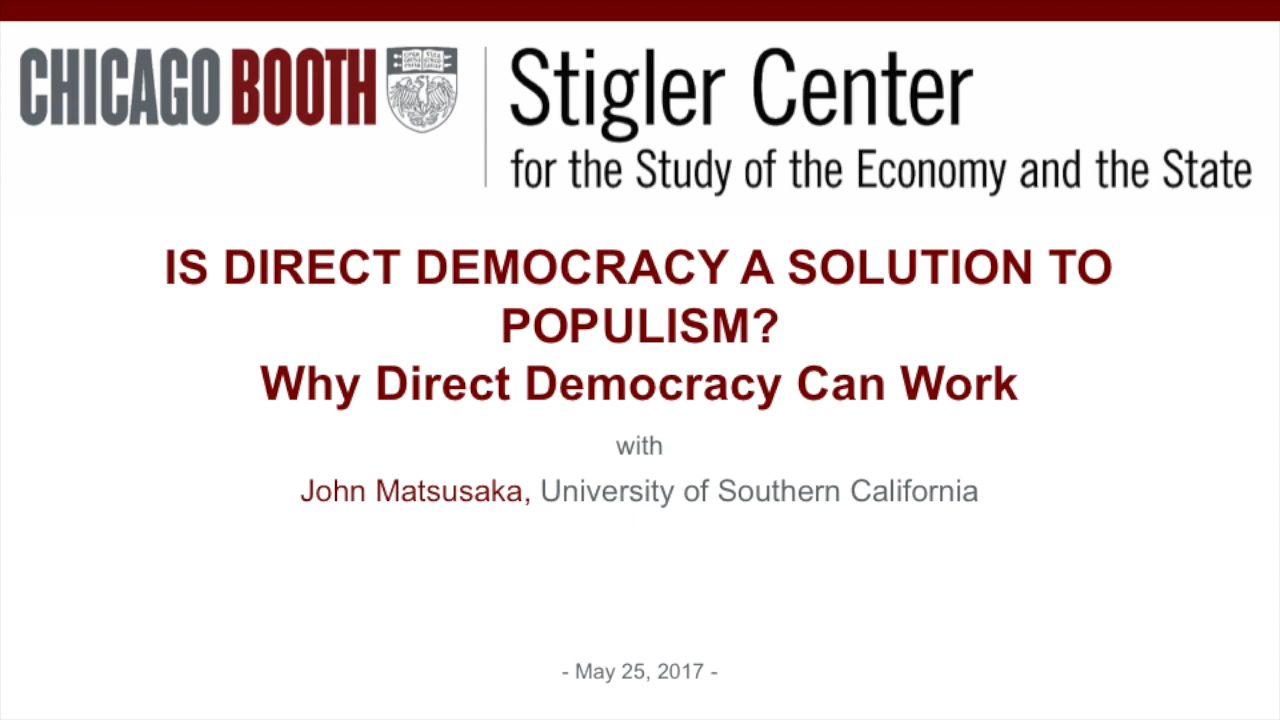 CHICAGO BOOTH
Stigler Center
for the Study of the Economy and the State
IS DIRECT DEMOCRACY A SOLUTION TO
POPULISM?
Why Direct Democracy Can Work
with
John Matsusaka, University of Southern California
- May 25, 2017 -